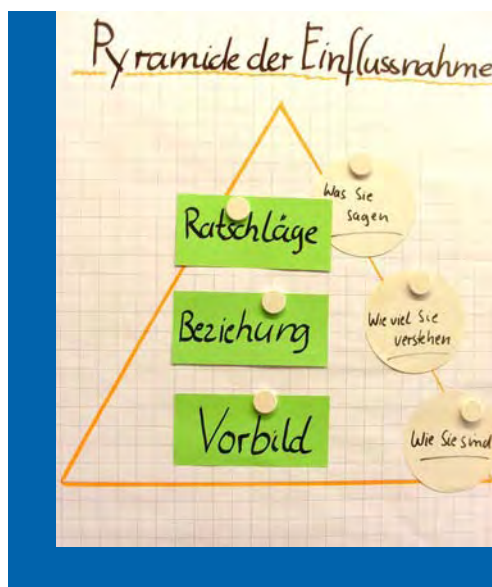 Pyramide der Einflussnahme
Was Sie
sagen
Ratschläge
Wie viel Sie
verstehen
Beziehung
Vorbild
Wie Sie sind